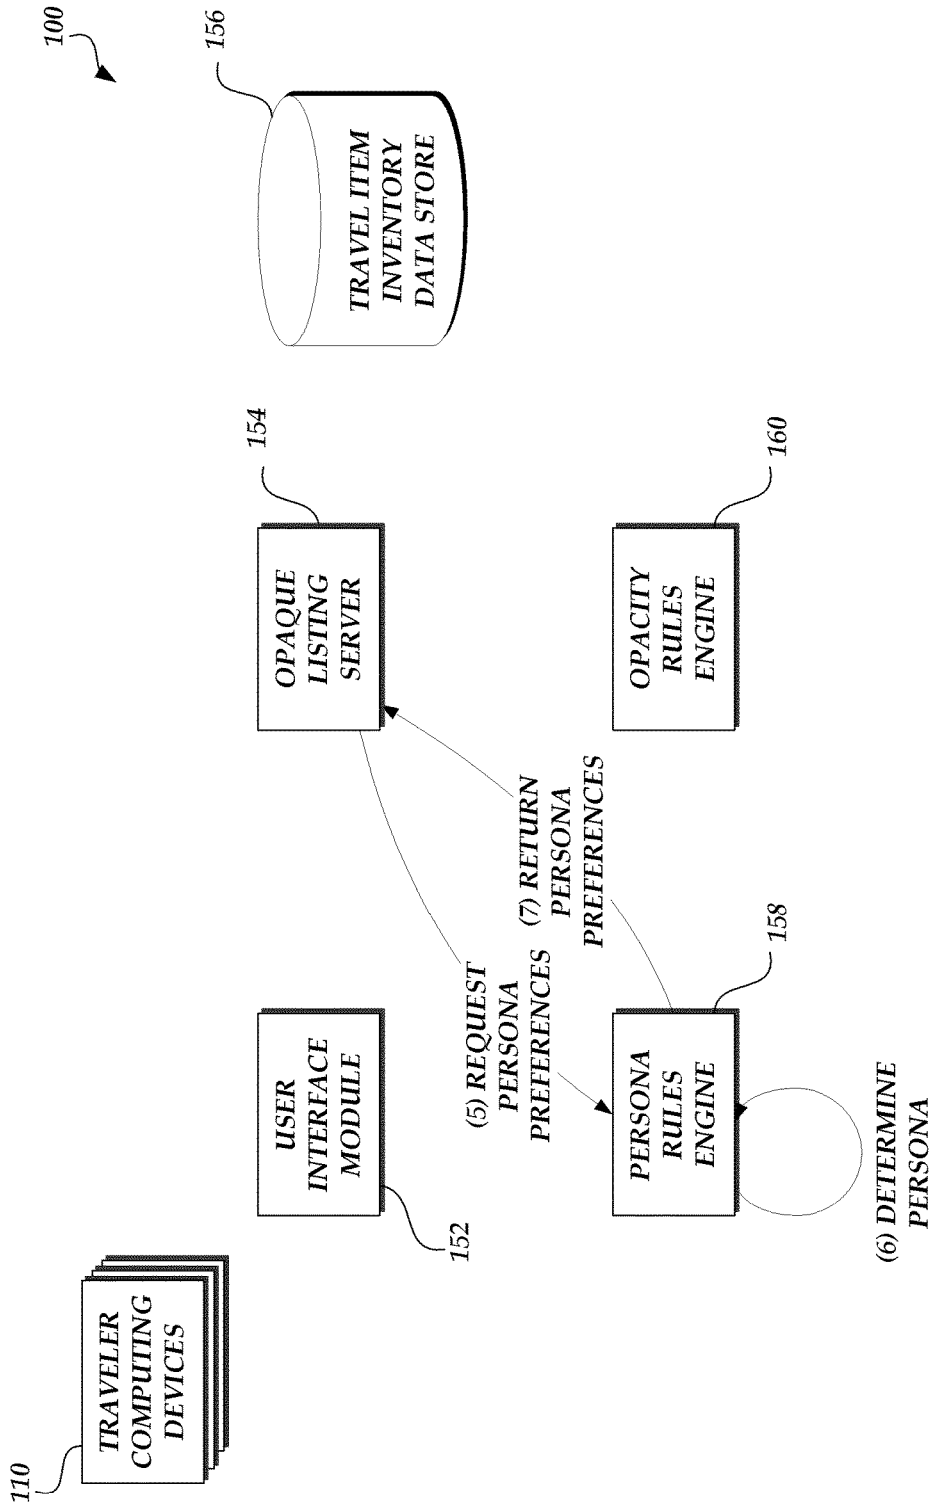 100
110
TRAVELER
COMPUTING
DEVICES
USER
INTERFACE
MODULE
152
OPAQUE
LISTING
SERVER
154
TRAVEL ITEM
INVENTORY
DATA STORE
156
(5) REQUEST
PERSONA
PREFERENCES
(7) RETURN
PERSONA
PREFERENCES
PERSONA
RULES
ENGINE
158
OPACITY
RULES
ENGINE
160
(6) DETERMINE
PERSONA